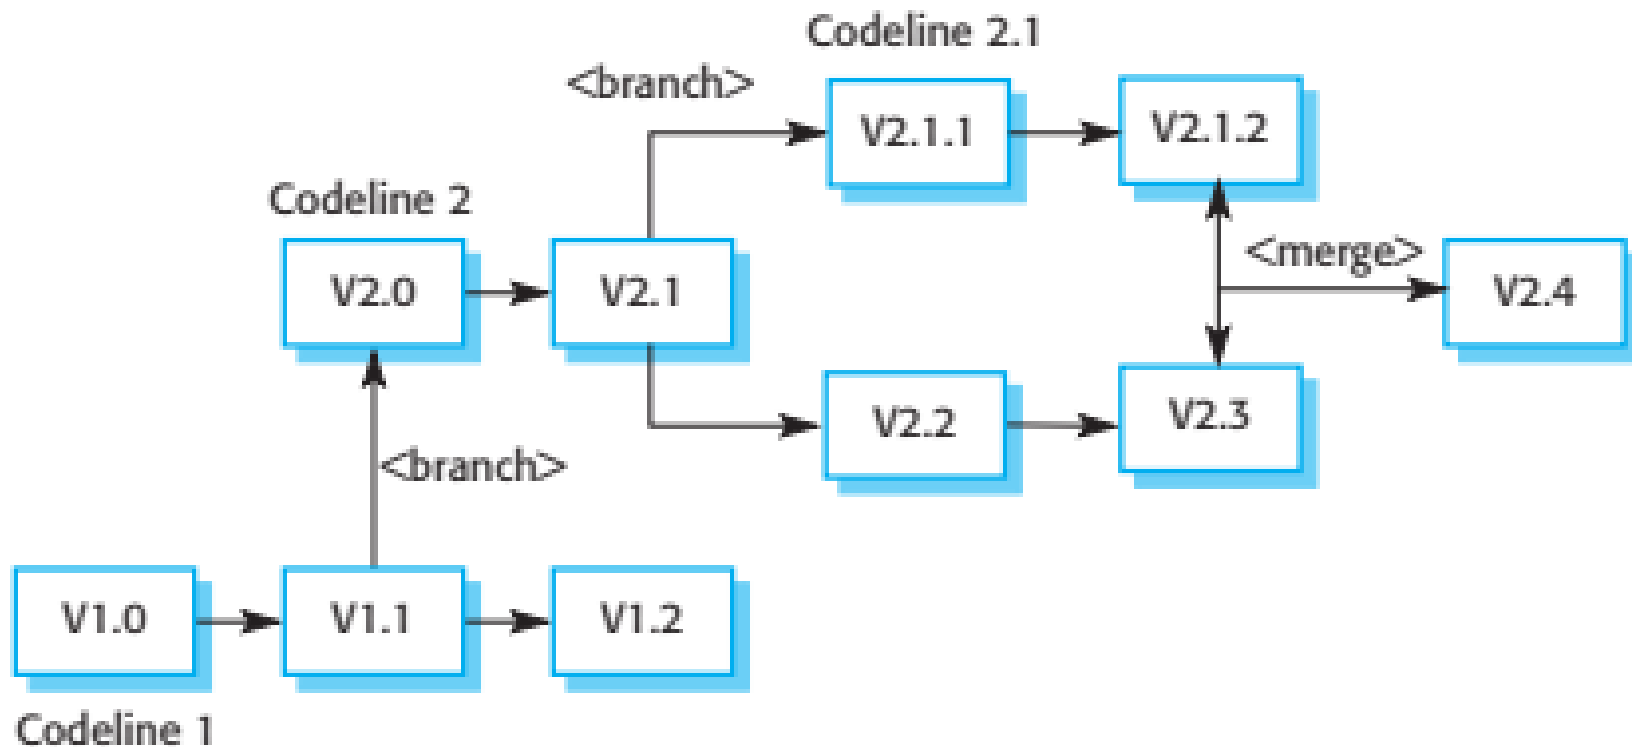 Codeline 2.1
<branch>
V2.1.1
V2.1.2
Codeline 2
V2.0
V2.1
<merge>
V2.4
V2.2
V2.3
<branch>
V1.0
V1.1
V1.2
Codeline 1